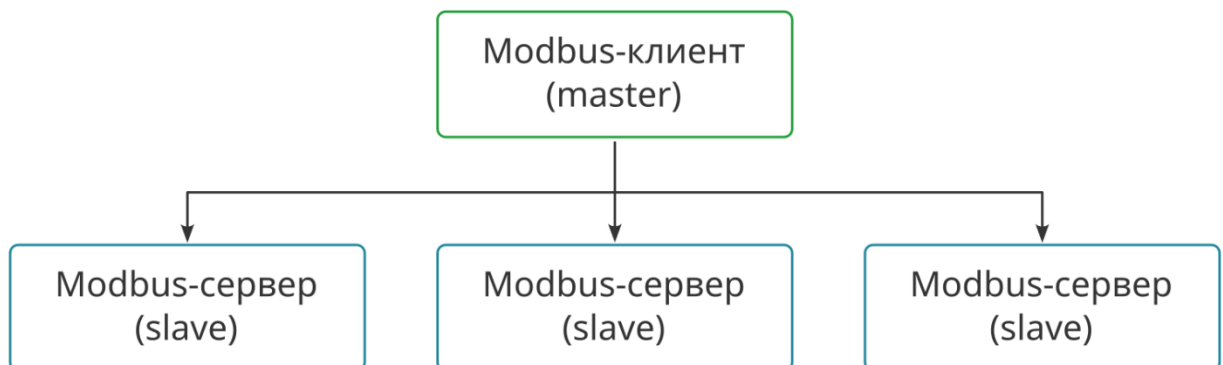 Modbus-клиент
(master)
Modbus-сервер
(slave)
Modbus-сервер
(slave)
Modbus-сервер
(slave)